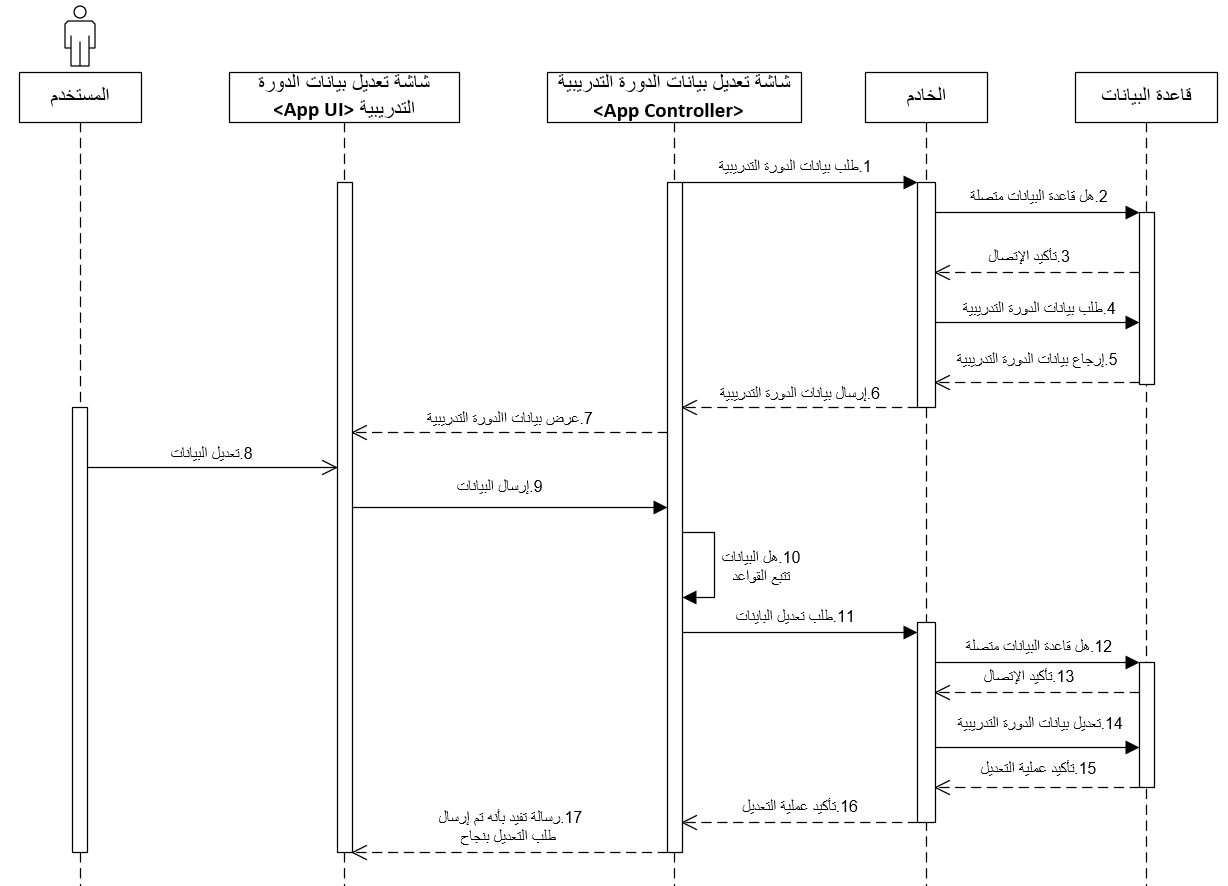 المستخدم
شاشة تعديل بيانات الدورة
التدريبية <App UI>
شاشة تعديل بيانات الدورة التدريبية
<App Controller>
الخادم
قاعدة البيانات
1.طلب بيانات الدورة التدريبية
2.هل قاعدة البيانات متصلة
3.تأكيد الإتصال
4.طلب بيانات الدورة التدريبية
5.إرجاع بيانات الدورة التدريبية
6.إرسال بيانات الدورة التدريبية
7.عرض بيانات االدورة التدريبية
8.تعديل البيانات
9.إرسال البيانات
10.هل البيانات
تتبع القواعد
11.طلب تعديل الباينات
12.هل قاعدة البيانات متصلة
13.تأكيد الإتصال
14.تعديل بيانات الدورة التدريبية
15.تأكيد عملية التعديل
16.تأكيد عملية التعديل
17.رسالة تفيد بأنه تم إرسال
طلب التعديل بنجاح